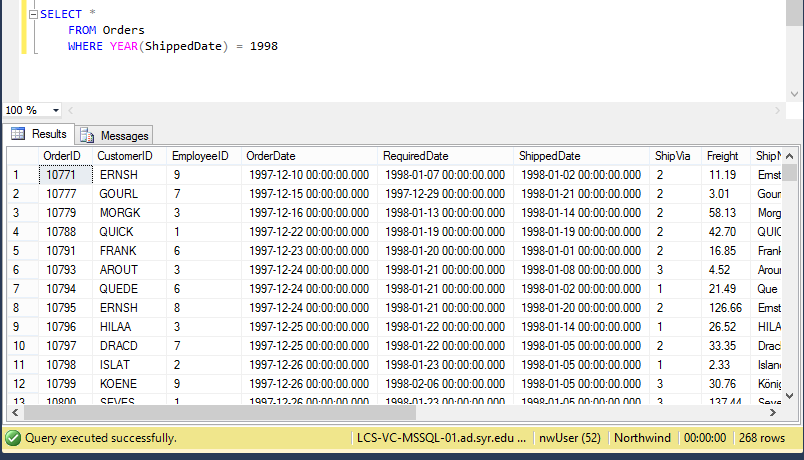 SELECT *
FROM Orders
WHERE YEAR(ShippedDate) = 1998
100 %
Results Messages
OrderID CustomerID EmployeeID OrderDate RequiredDate ShippedDate ShipVia Freight ShipN
1 10771 ERNSH 9 1997-12-10 00:00:00.000 1998-01-07 00:00:00.000 1998-01-02 00:00:00.000 2 11.19 Ernst
2 10777 GOURL 7 1997-12-15 00:00:00.000 1997-12-29 00:00:00.000 1998-01-21 00:00:00.000 2 3.01 Gour
3 10779 MORGK 3 1997-12-16 00:00:00.000 1998-01-13 00:00:00.000 1998-01-14 00:00:00.000 2 58.13 Morg
4 10788 QUICK 1 1997-12-22 00:00:00.000 1998-01-19 00:00:00.000 1998-01-19 00:00:00.000 2 42.70 QUIC
5 10791 FRANK 6 1997-12-23 00:00:00.000 1998-01-20 00:00:00.000 1998-01-01 00:00:00.000 2 16.85 Frank
6 10793 AROUT 3 1997-12-24 00:00:00.000 1998-01-21 00:00:00.000 1998-01-08 00:00:00.000 3 4.52 Arour
7 10794 QUEDE 6 1997-12-24 00:00:00.000 1998-01-21 00:00:00.000 1998-01-02 00:00:00.000 1 21.49 Que
8 10795 ERNSH 8 1997-12-24 00:00:00.000 1998-01-21 00:00:00.000 1998-01-20 00:00:00.000 2 126.66 Ernst
9 10796 HILAA 3 1997-12-25 00:00:00.000 1998-01-22 00:00:00.000 1998-01-14 00:00:00.000 1 26.52 HILA
10 10797 DRACD 7 1997-12-25 00:00:00.000 1998-01-22 00:00:00.000 1998-01-05 00:00:00.000 2 33.35 Drach
11 10798 ISLAT 2 1997-12-26 00:00:00.000 1998-01-23 00:00:00.000 1998-01-05 00:00:00.000 1 2.33 Islan
12 10799 KOENE 9 1997-12-26 00:00:00.000 1998-02-06 00:00:00.000 1998-01-05 00:00:00.000 3 30.76 König
13 10800 SEVES 1 1997-12-26 00:00:00.000 1998-01-23 00:00:00.000 1998-01-05 00:00:00.000 3 137.44 Seve
Query executed successfully. LCS-VC-MSSQL-01.ad.syr.edu ... nwUser (52) Northwind 00:00:00 268 rows